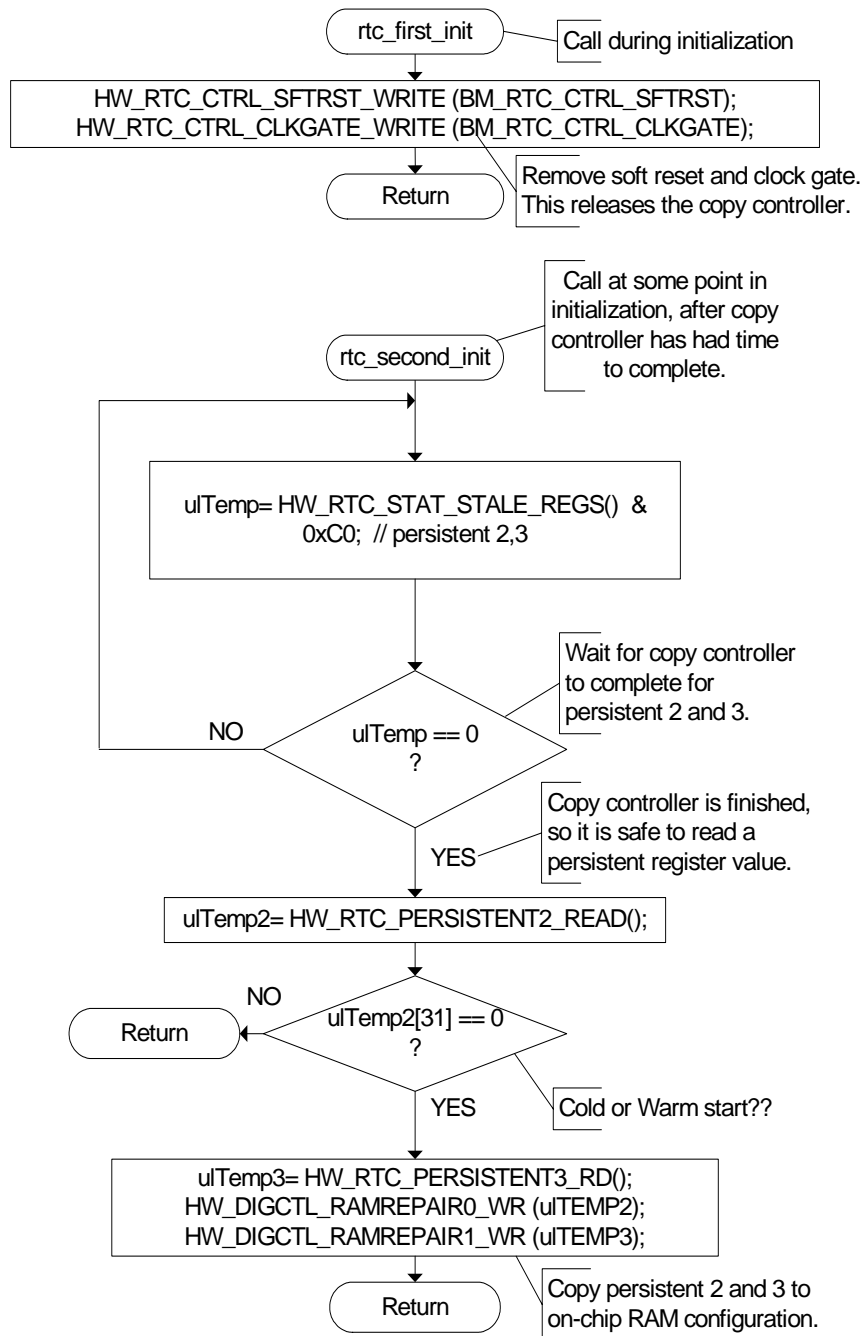 rtc_first_init
Call during initialization
HW_RTC_CTRL_SFTRST_WRITE (BM_RTC_CTRL_SFTRST);
HW_RTC_CTRL_CLKGATE_WRITE (BM_RTC_CTRL_CLKGATE);
Return
Remove soft reset and clock gate.
This releases the copy controller.
Call at some point in
initialization, after copy
controller has had time
to complete.
rtc_second_init
ulTemp= HW_RTC_STAT_STALE_REGS() &
0xC0; // persistent 2,3
Wait for copy controller
to complete for
persistent 2 and 3.
NO
ulTemp == 0
?
Copy controller is finished,
so it is safe to read a
persistent register value.
YES
ulTemp2= HW_RTC_PERSISTENT2_READ();
NO
Return
ulTemp2[31] == 0
?
YES
Cold or Warm start??
ulTemp3= HW_RTC_PERSISTENT3_RD();
HW_DIGCTL_RAMREPAIR0_WR (ulTEMP2);
HW_DIGCTL_RAMREPAIR1_WR (ulTEMP3);
Return
Copy persistent 2 and 3 to
on-chip RAM configuration.